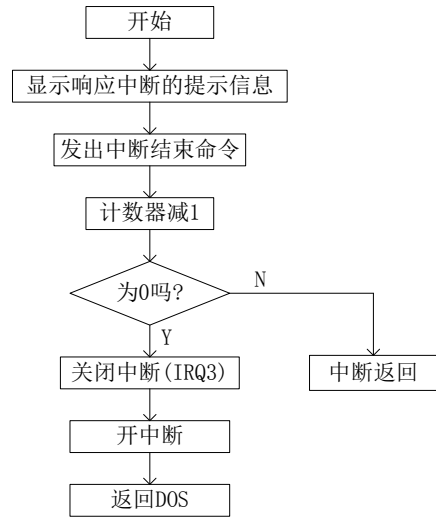 开始
显示响应中断的提示信息
发出中断结束命令
计数器减1
为0吗?
N
Y
关闭中断(IRQ3)
中断返回
开中断
返回DOS